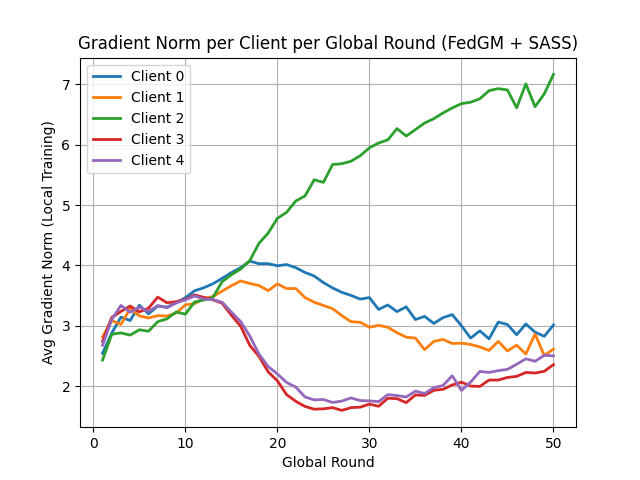 Gradient Norm per Client per Global Round (FedGM + SASS)
Client 0
Client 1
Client 2
Client 3
Client 4
Avg Gradient Norm (Local Training)
7
6
5
4
3
2
0 10 20 30 40 50
Global Round